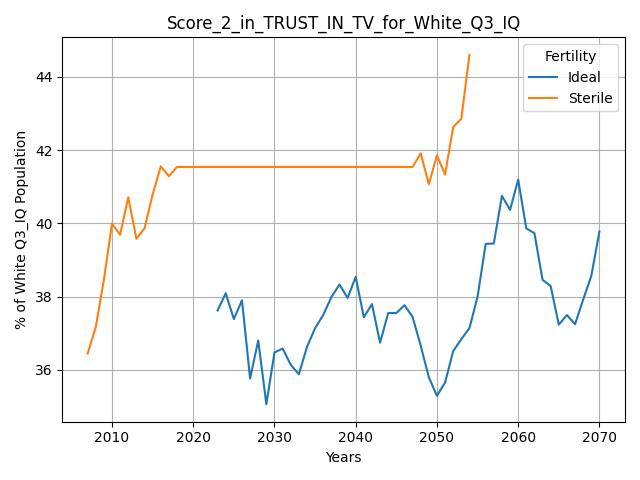 Score_2_in_TRUST_IN_TV_for_White_Q3_IQ
Fertility
Ideal
Sterile
% of White Q3_IQ Population
44
42
40
38
36
2010
2020
2030
2040
2050
2060
2070
Years